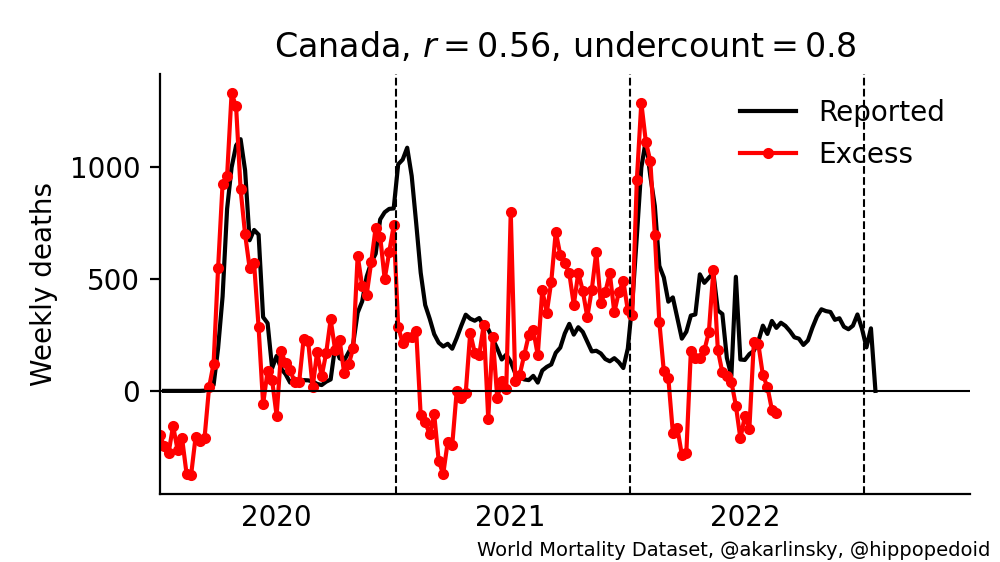 Canada, r = 0.56, undercount = 0.8
Reported
Excess
Weekly deaths
1000
500
0
2020 2021 2022
World Mortality Dataset, @akarlinsky, @hippopedoid